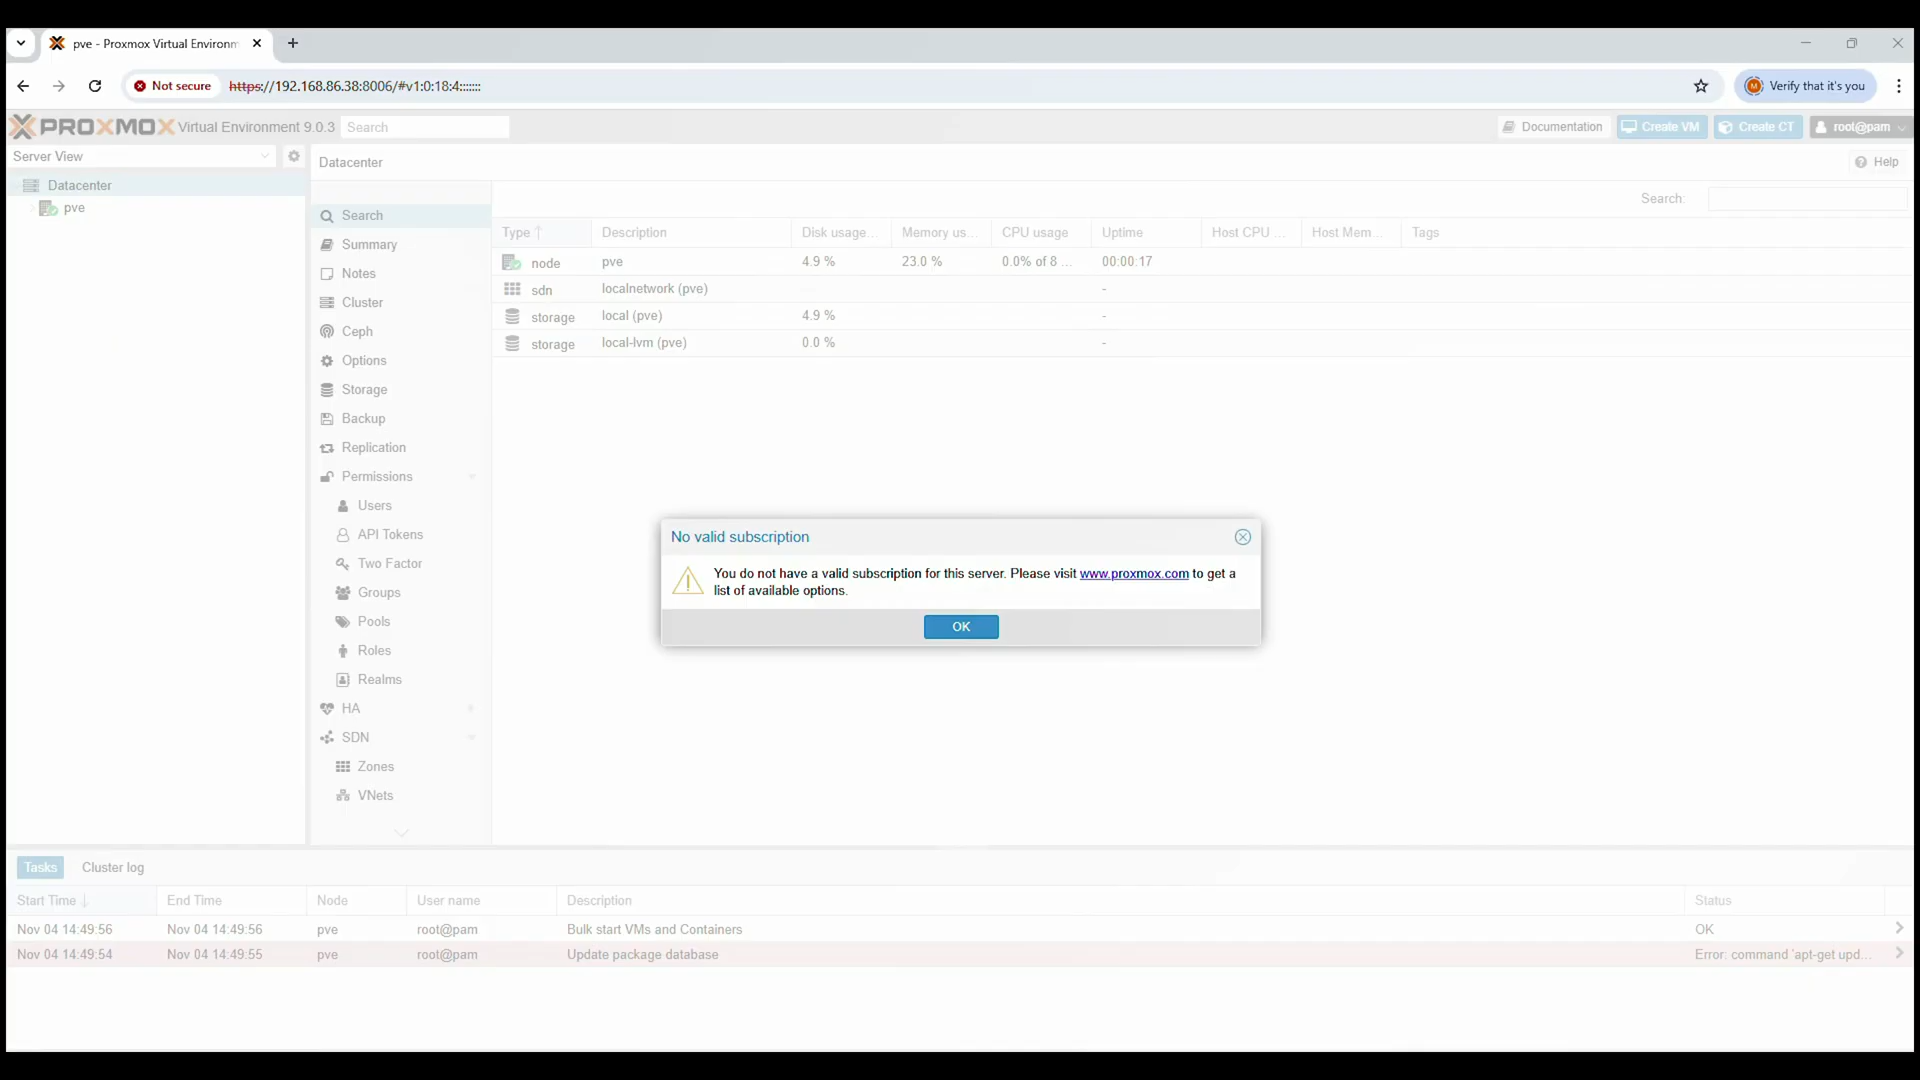 pve - Proxmox Virtual Environm
Not secure
https://192.168.86.38:8006/#v1:0:18:4:::::::
Verify that it's you
PROXMOX Virtual Environment 9.0.3
Search
Documentation
Create VM
Create CT
root@pam
Server View
Datacenter
Help
Datacenter
pve
Search
Summary
Notes
Cluster
Ceph
Options
Storage
Backup
Replication
Permissions
Users
API Tokens
Two Factor
Groups
Pools
Roles
Realms
HA
SDN
Zones
VNets
Search:
Type Description Disk usage... Memory us... CPU usage Uptime Host CPU ... Host Mem... Tags
node pve 4.9 % 23.0 % 0.0% of 8 ... 00:00:17
sdn localnetwork (pve) -
storage local (pve) 4.9 % -
storage local-lvm (pve) 0.0 % -
No valid subscription
You do not have a valid subscription for this server. Please visit www.proxmox.com to get a
list of available options.
OK
Tasks Cluster log
Start Time End Time Node User name Description Status
Nov 04 14:49:56 Nov 04 14:49:56 pve root@pam Bulk start VMs and Containers OK
Nov 04 14:49:54 Nov 04 14:49:55 pve root@pam Update package database Error: command 'apt-get upd...